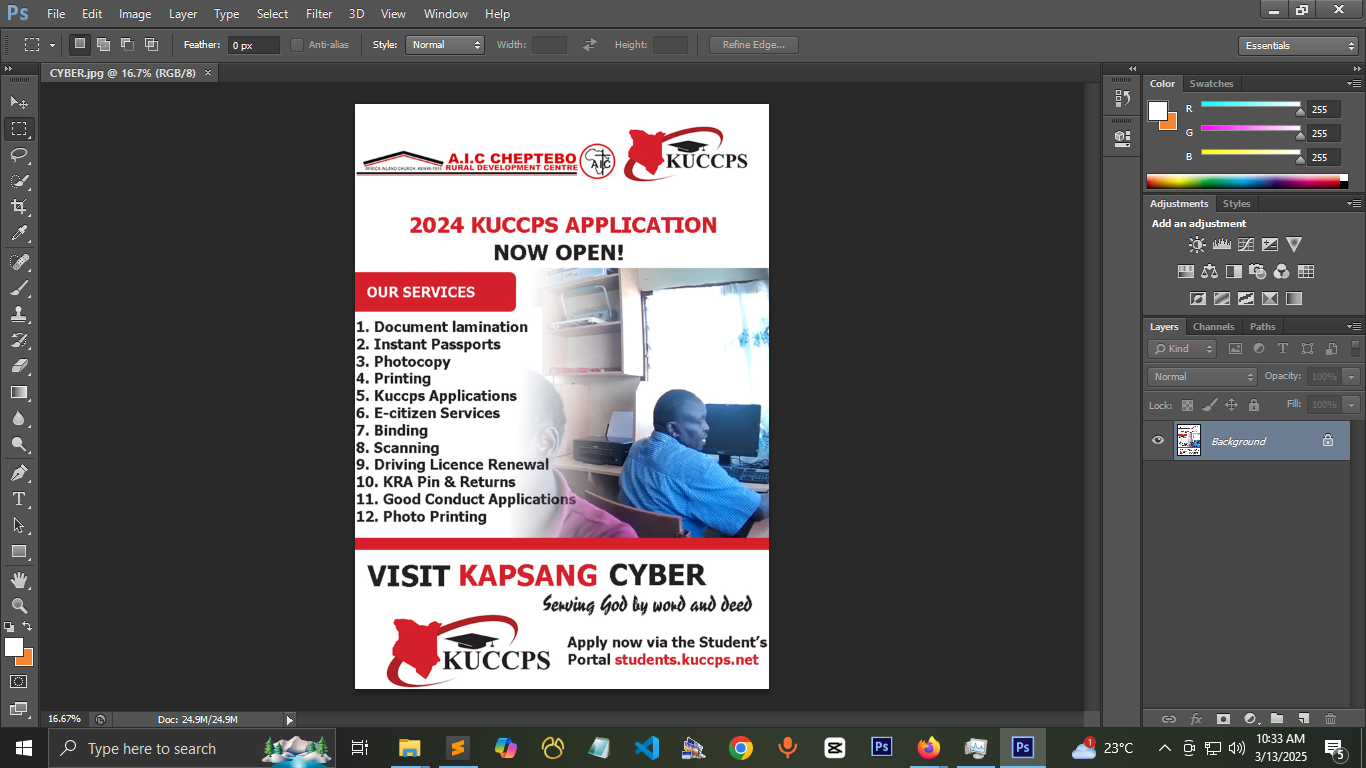 Ps File Edit Image Layer Type Select Filter 3D View Window Help
Feather: 0 px Anti-alias Style: Normal Width: Height: Refine Edge... Essentials
CYBER.jpg @ 16.7% (RGB/8) ×
A.I.C CHEPTEBO
RURAL DEVELOPMENT CENTRE
AFRICA INLAND CHURCH, KENYA
AIC
KUCCPS
2024 KUCCPS APPLICATION
NOW OPEN!
OUR SERVICES
1. Document lamination
2. Instant Passports
3. Photocopy
4. Printing
5. Kuccps Applications
6. E-citizen Services
7. Binding
8. Scanning
9. Driving Licence Renewal
10. KRA Pin & Returns
11. Good Conduct Applications
12. Photo Printing
VISIT KAPSANG CYBER
Serving God by word and deed
KUCCPS
Apply now via the Student's
Portal students.kuccps.net
Color Swatches
R 255
G 255
B 255
Adjustments Styles
Add an adjustment
Layers Channels Paths
Kind
Normal Opacity: 100%
Lock: Fill: 100%
Background
fx
16.67% Doc: 24.9M/24.9M
Type here to search
Ps
Ps
1
23°C
10:33 AM
3/13/2025
5